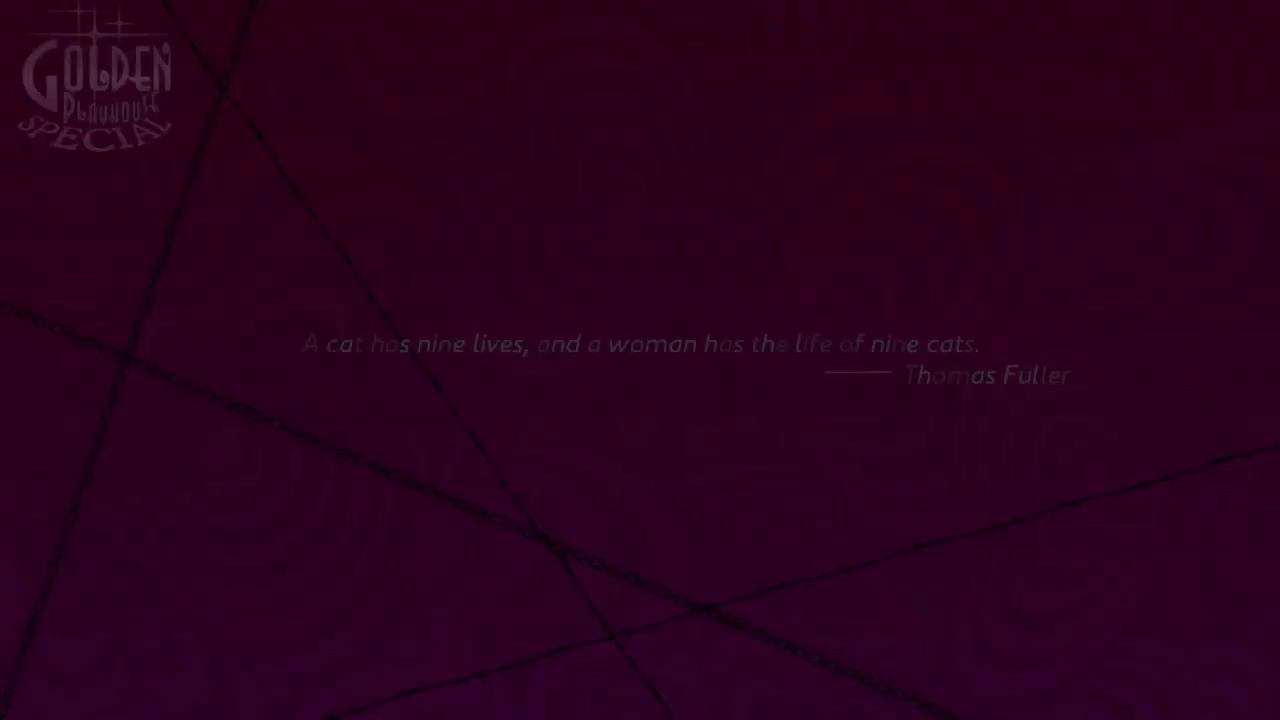 GOLDEN
PLAYHOUSE
SPECIAL
A cat has nine lives, and a woman has the life of nine cats.
Thomas Fuller